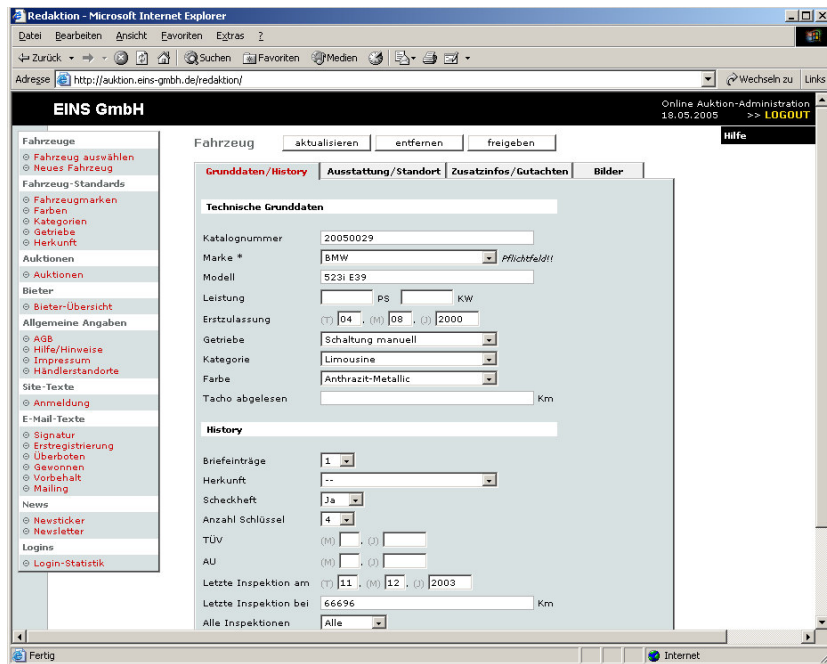 Redaktion - Microsoft Internet Explorer
Datei Bearbeiten Ansicht Favoriten Extras ?
Zurück Suchen Favoriten Medien
Adresse http://auktion.eins-gmbh.de/redaktion/ Wechseln zu Links
EINS GmbH
Online Auktion-Administration
18.05.2005 >> LOGOUT
Hilfe
Fahrzeuge
Fahrzeug auswählen
Neues Fahrzeug
Fahrzeug-Standards
Fahrzeugmarken
Farben
Kategorien
Getriebe
Herkunft
Auktionen
Auktionen
Bieter
Bieter-Übersicht
Allgemeine Angaben
AGB
Hilfe/Hinweise
Impressum
Händlerstandorte
Site-Texte
Anmeldung
E-Mail-Texte
Signatur
Erstregistrierung
Überboten
Gewonnen
Vorbehalt
Mailing
News
Newsticker
Newsletter
Logins
Login-Statistik
Fahrzeug aktualisieren entfernen freigeben
Grunddaten/History Ausstattung/Standort Zusatzinfos/Gutachten Bilder
Technische Grunddaten
Katalognummer 20050029
Marke * BMW Pflichtfeld!!
Modell 523i E39
Leistung PS KW
Erstzulassung (T) 04 . (M) 08 . (J) 2000
Getriebe Schaltung manuell
Kategorie Limousine
Farbe Anthrazit-Metallic
Tacho abgelesen Km
History
Briefeinträge 1
Herkunft --
Scheckheft Ja
Anzahl Schlüssel 4
TÜV (M) . (J)
AU (M) . (J)
Letzte Inspektion am (T) 11 . (M) 12 . (J) 2003
Letzte Inspektion bei 66696 Km
Alle Inspektionen Alle
Fertig Internet